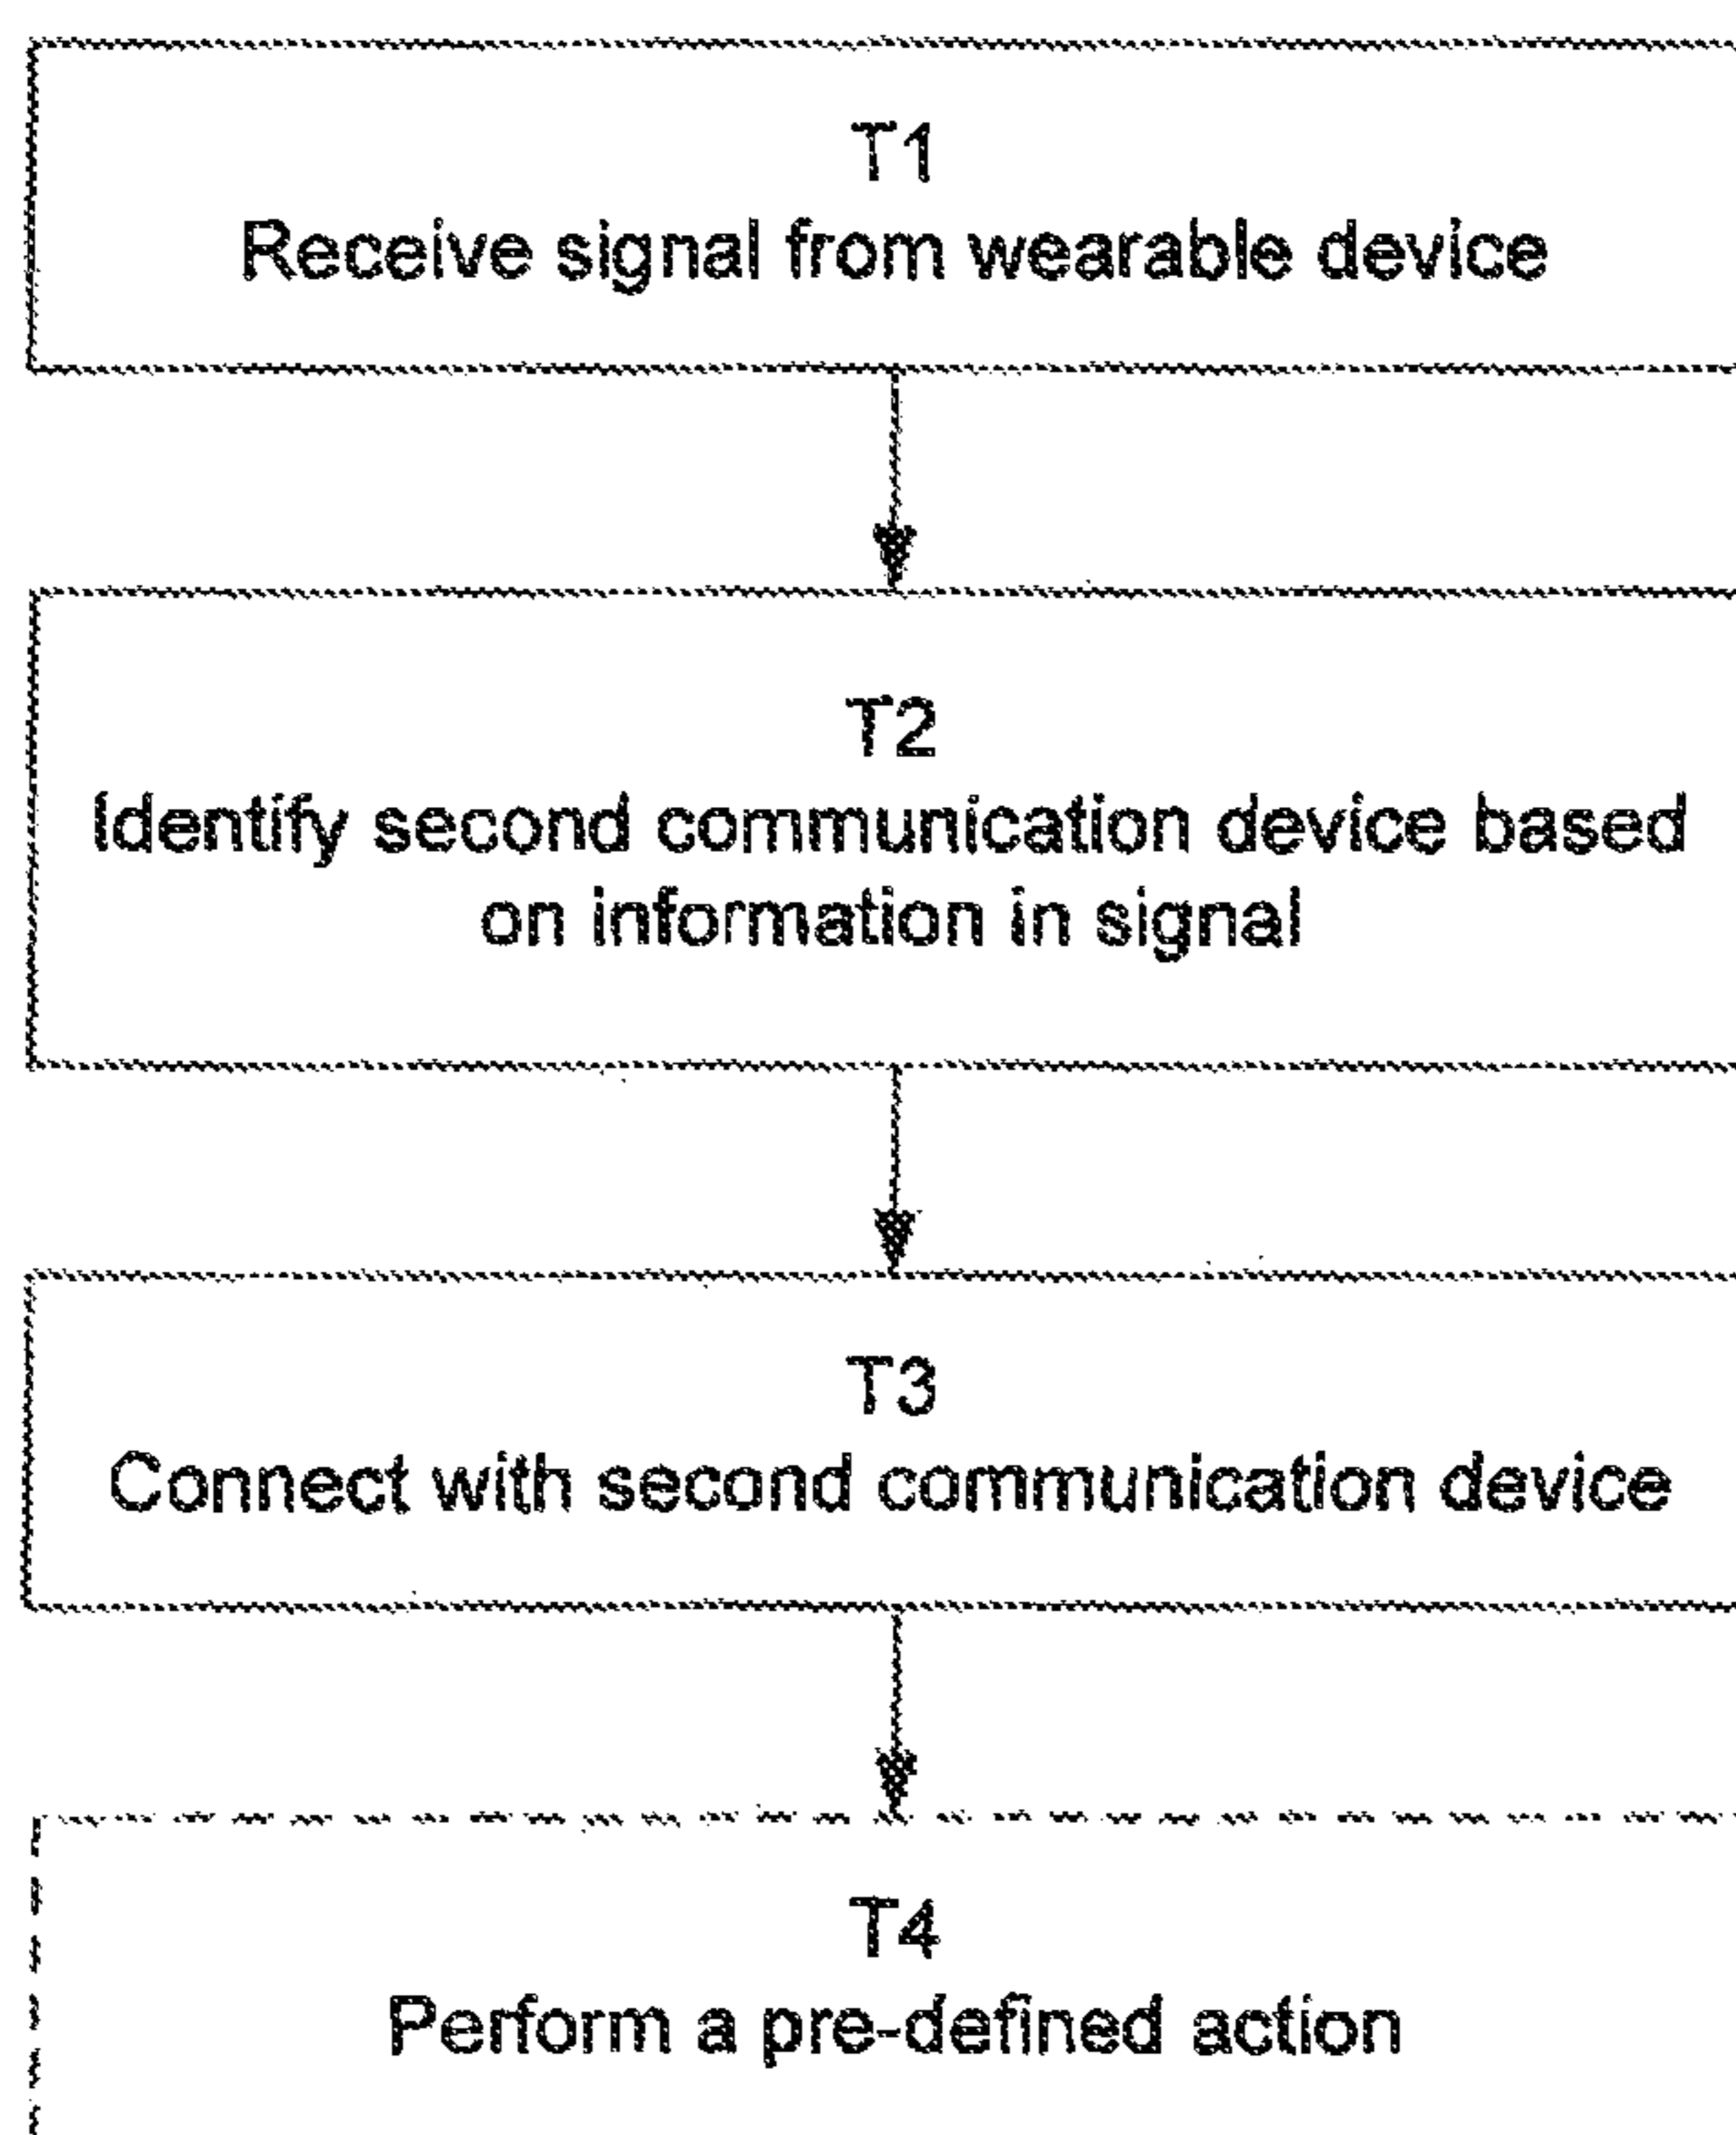 T1
Receive signal from wearable device
T2
Identify second communication device based
on information in signal
T3
Connect with second communication device
T4
Perform a pre-defined action